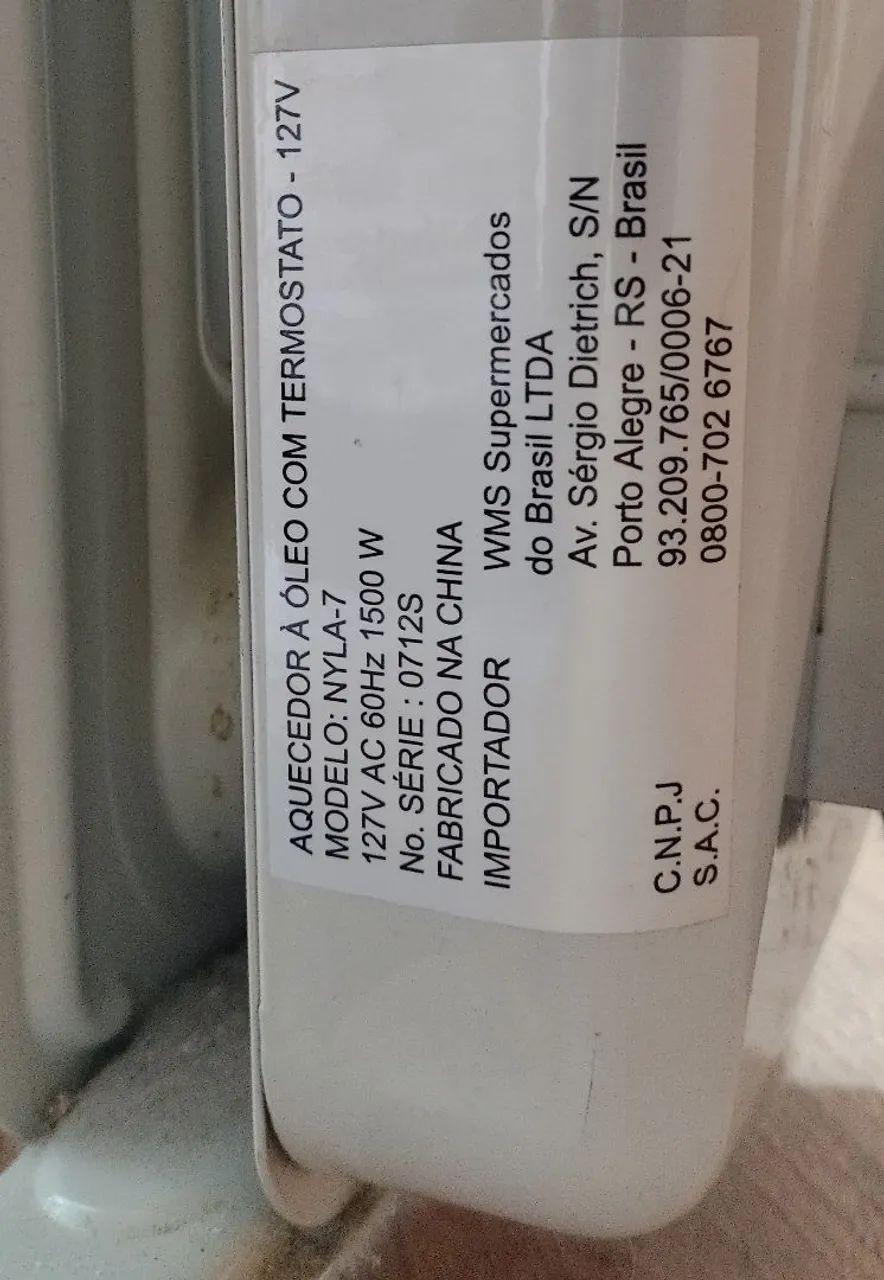 AQUECEDOR À ÓLEO COM TERMOSTATO - 127V
MODELO: NYLA-7
127V AC 60Hz 1500 W
No. SÉRIE : 0712S
FABRICADO NA CHINA
IMPORTADOR WMS Supermercados
do Brasil LTDA
Av. Sérgio Dietrich, S/N
Porto Alegre - RS - Brasil
C.N.P.J 93.209.765/0006-21
S.A.C. 0800-702 6767